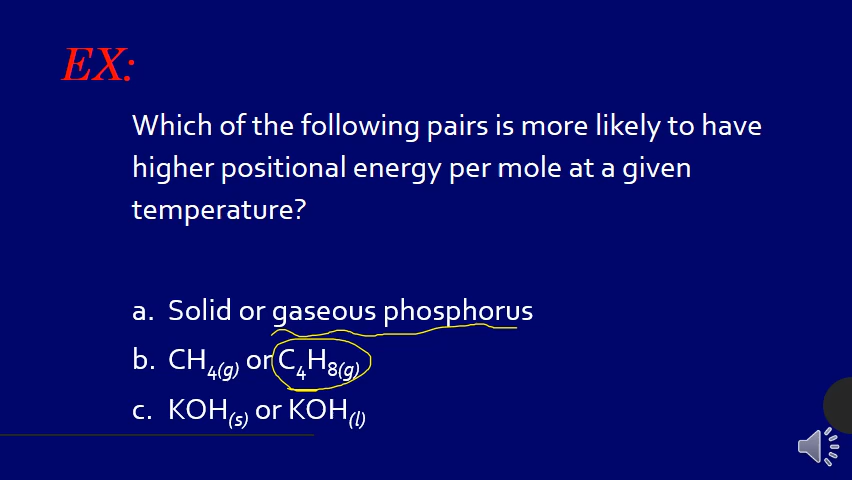 EX:
Which of the following pairs is more likely to have
higher positional energy per mole at a given
temperature?
a. Solid or gaseous phosphorus
b. CH₄(g) or C₄H₈(g)
c. KOH(s) or KOH(l)